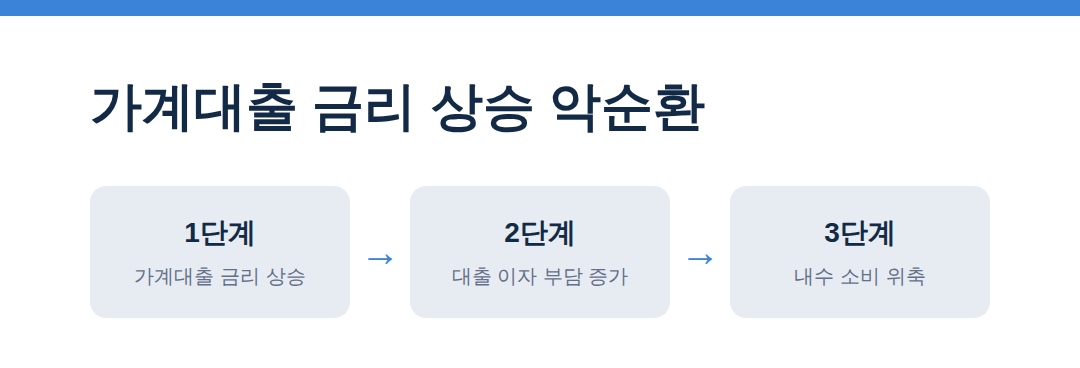 가계대출 금리 상승 악순환
1단계
가계대출 금리 상승
→
2단계
대출 이자 부담 증가
→
3단계
내수 소비 위축